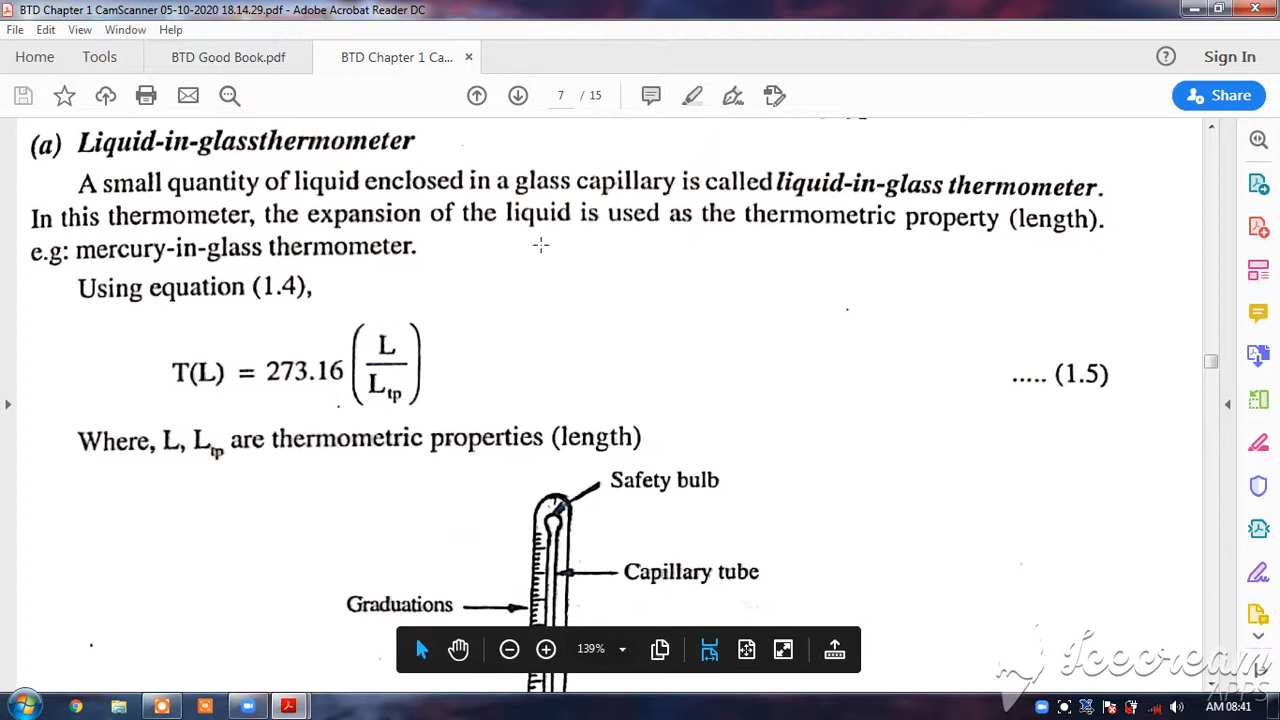 BTD Chapter 1 CamScanner 05-10-2020 18.14.29.pdf - Adobe Acrobat Reader DC
File Edit View Window Help
Home Tools BTD Good Book.pdf BTD Chapter 1 Ca... × Sign In
7 / 15 Share
(a) Liquid-in-glassthermometer
A small quantity of liquid enclosed in a glass capillary is called liquid-in-glass thermometer.
In this thermometer, the expansion of the liquid is used as the thermometric property (length).
e.g: mercury-in-glass thermometer.
Using equation (1.4),
T(L) = 273.16 (L / Ltp) ..... (1.5)
Where, L, Ltp are thermometric properties (length)
Safety bulb
Capillary tube
Graduations
139%
Icecream
APPS
AM 08:41